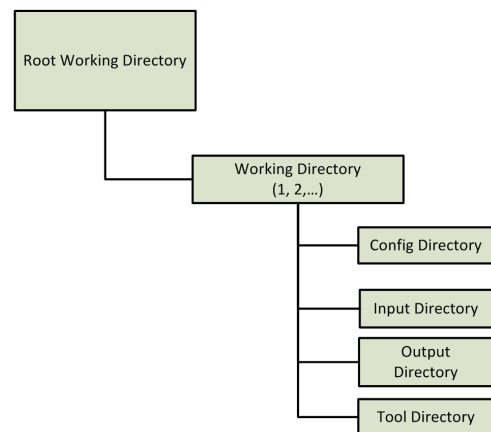 Root Working Directory
Working Directory
(1, 2,...)
Config Directory
Input Directory
Output
Directory
Tool Directory